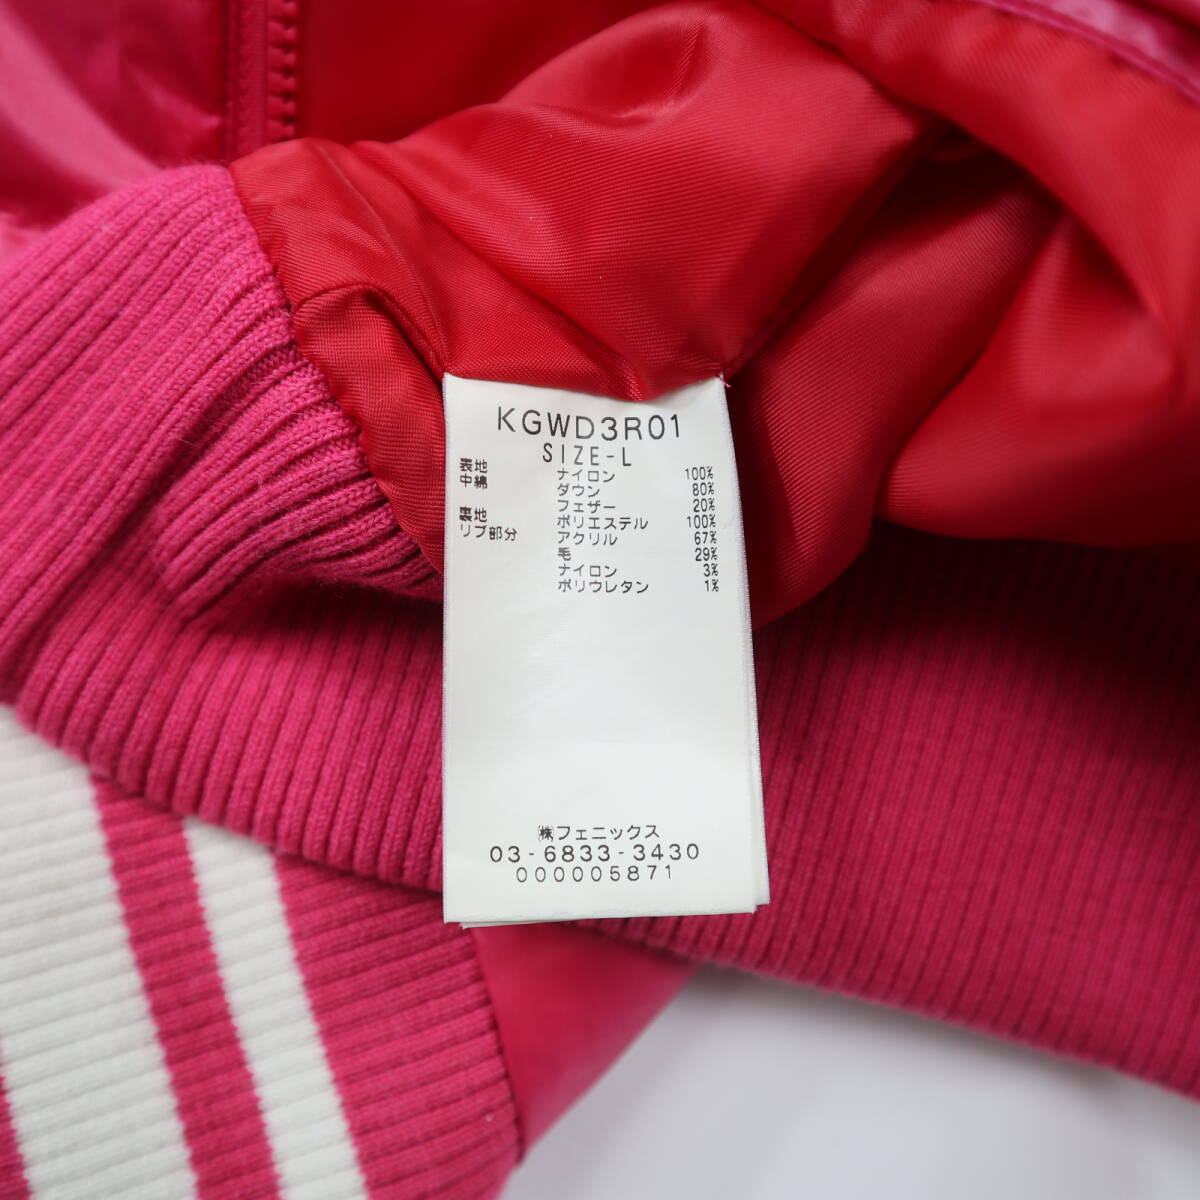 KGWD3R01
SIZE-L
表地 ナイロン 100%
中綿 ダウン 80%
フェザー 20%
裏地 ポリエステル 100%
リブ部分 アクリル 67%
毛 29%
ナイロン 3%
ポリウレタン 1%
㈱フェニックス
03-6833-3430
000005871